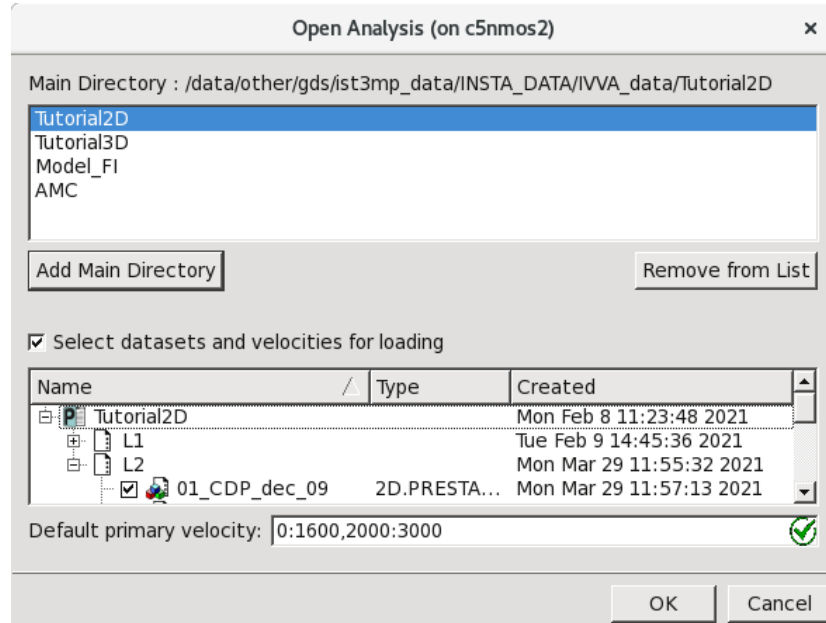 Open Analysis (on c5nmos2) ×
Main Directory : /data/other/gds/ist3mp_data/INSTA_DATA/IVVA_data/Tutorial2D
Tutorial2D
Tutorial3D
Model_FI
AMC
Add Main Directory Remove from List
Select datasets and velocities for loading
Name Type Created
P Tutorial2D Mon Feb 8 11:23:48 2021
L1 Tue Feb 9 14:45:36 2021
L2 Mon Mar 29 11:55:32 2021
01_CDP_dec_09 2D.PRESTA... Mon Mar 29 11:57:13 2021
Default primary velocity: 0:1600,2000:3000
OK Cancel